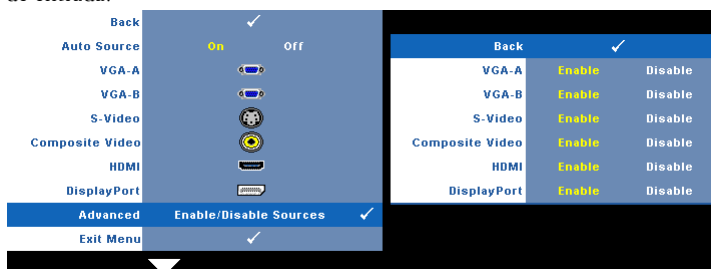 Back
Auto Source On Off
VGA-A
VGA-B
S-Video
Composite Video
HDMI
DisplayPort
Advanced Enable/Disable Sources
Exit Menu
Back
VGA-A Enable Disable
VGA-B Enable Disable
S-Video Enable Disable
Composite Video Enable Disable
HDMI Enable Disable
DisplayPort Enable Disable